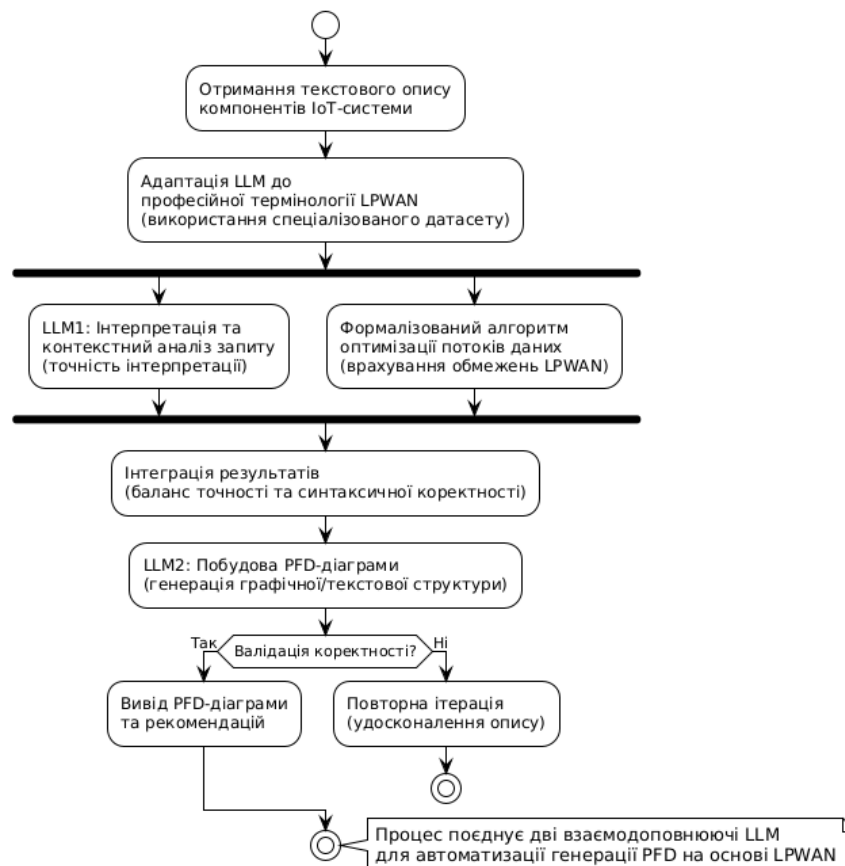 Отримання текстового опису
компонентів IoT-системи
Адаптація LLM до
професійної термінології LPWAN
(використання спеціалізованого датасету)
LLM1: Інтерпретація та
контекстний аналіз запиту
(точність інтерпретації)
Формалізований алгоритм
оптимізації потоків даних
(врахування обмежень LPWAN)
Інтеграція результатів
(баланс точності та синтаксичної коректності)
LLM2: Побудова PFD-діаграми
(генерація графічної/текстової структури)
Так
Валідація коректності?
Ні
Вивід PFD-діаграми
та рекомендацій
Повторна ітерація
(удосконалення опису)
Процес поєднує дві взаємодоповнюючі LLM
для автоматизації генерації PFD на основі LPWAN